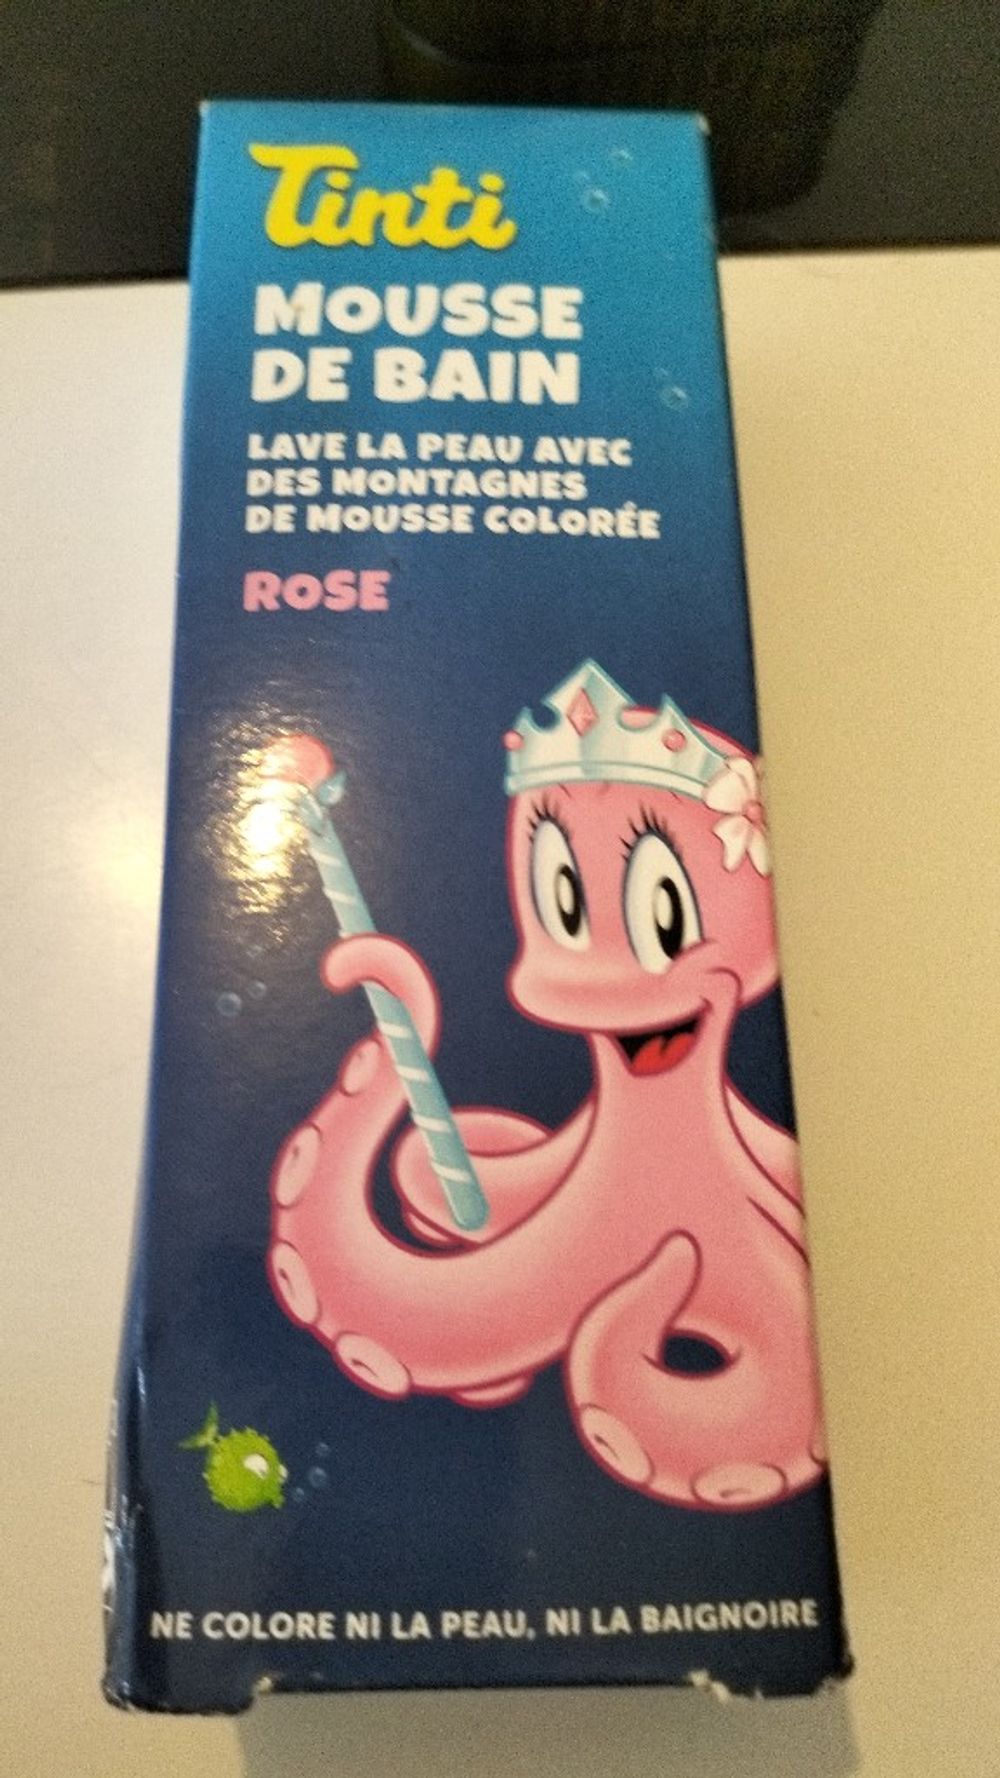 Tinti
MOUSSE
DE BAIN
LAVE LA PEAU AVEC
DES MONTAGNES
DE MOUSSE COLORÉE
ROSE
NE COLORE NI LA PEAU, NI LA BAIGNOIRE